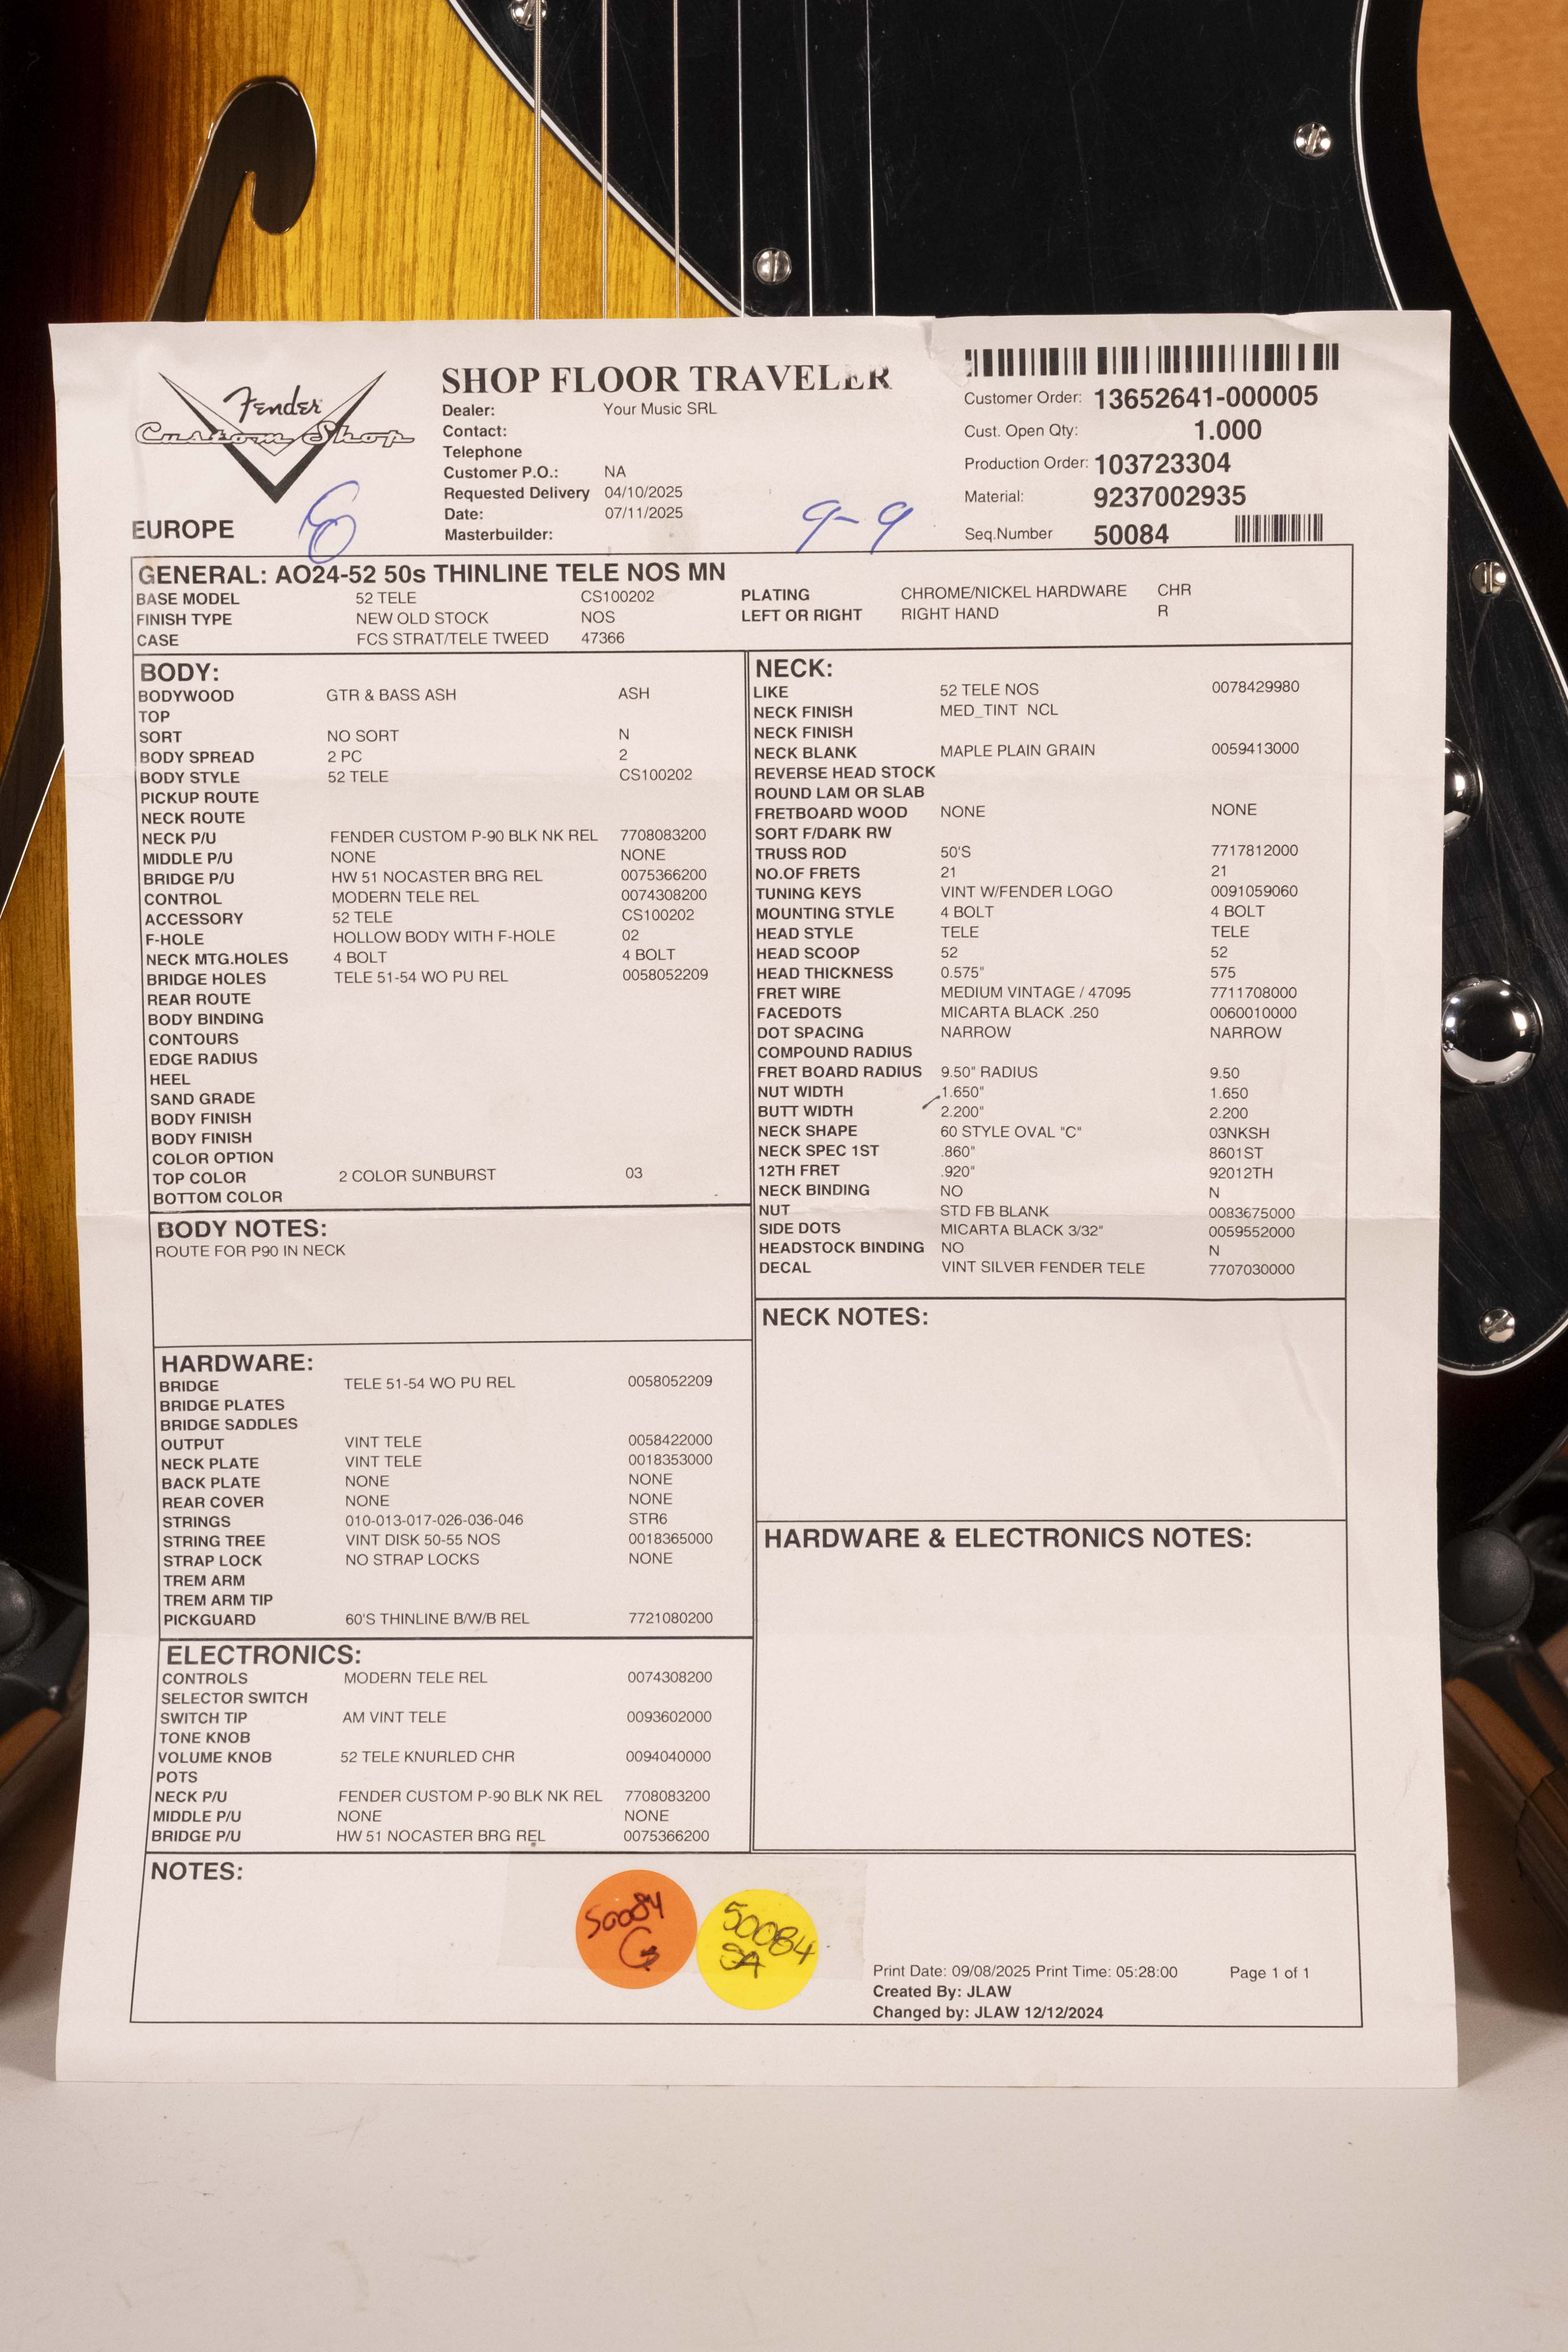 Fender
Custom Shop
EUROPE
SHOP FLOOR TRAVELER
Dealer: Your Music SRL
Contact:
Telephone
Customer P.O.: NA
Requested Delivery 04/10/2025
Date: 07/11/2025
Masterbuilder:
9-9
Customer Order: 13652641-000005
Cust. Open Qty: 1.000
Production Order: 103723304
Material: 9237002935
Seq.Number 50084
GENERAL: AO24-52 50s THINLINE TELE NOS MN
BASE MODEL 52 TELE CS100202
FINISH TYPE NEW OLD STOCK NOS
CASE FCS STRAT/TELE TWEED 47366
PLATING CHROME/NICKEL HARDWARE CHR
LEFT OR RIGHT RIGHT HAND R
BODY:
BODYWOOD GTR & BASS ASH ASH
TOP
SORT NO SORT N
BODY SPREAD 2 PC 2
BODY STYLE 52 TELE CS100202
PICKUP ROUTE
NECK ROUTE
NECK P/U FENDER CUSTOM P-90 BLK NK REL 7708083200
MIDDLE P/U NONE NONE
BRIDGE P/U HW 51 NOCASTER BRG REL 0075366200
CONTROL MODERN TELE REL 0074308200
ACCESSORY 52 TELE CS100202
F-HOLE HOLLOW BODY WITH F-HOLE 02
NECK MTG.HOLES 4 BOLT 4 BOLT
BRIDGE HOLES TELE 51-54 WO PU REL 0058052209
REAR ROUTE
BODY BINDING
CONTOURS
EDGE RADIUS
HEEL
SAND GRADE
BODY FINISH
BODY FINISH
COLOR OPTION
TOP COLOR 2 COLOR SUNBURST 03
BOTTOM COLOR
BODY NOTES:
ROUTE FOR P90 IN NECK
HARDWARE:
BRIDGE TELE 51-54 WO PU REL 0058052209
BRIDGE PLATES
BRIDGE SADDLES
OUTPUT VINT TELE 0058422000
NECK PLATE VINT TELE 0018353000
BACK PLATE NONE NONE
REAR COVER NONE NONE
STRINGS 010-013-017-026-036-046 STR6
STRING TREE VINT DISK 50-55 NOS 0018365000
STRAP LOCK NO STRAP LOCKS NONE
TREM ARM
TREM ARM TIP
PICKGUARD 60'S THINLINE B/W/B REL 7721080200
ELECTRONICS:
CONTROLS MODERN TELE REL 0074308200
SELECTOR SWITCH
SWITCH TIP AM VINT TELE 0093602000
TONE KNOB
VOLUME KNOB 52 TELE KNURLED CHR 0094040000
POTS
NECK P/U FENDER CUSTOM P-90 BLK NK REL 7708083200
MIDDLE P/U NONE NONE
BRIDGE P/U HW 51 NOCASTER BRG REL 0075366200
NECK:
LIKE 52 TELE NOS 0078429980
NECK FINISH MED_TINT NCL
NECK FINISH
NECK BLANK MAPLE PLAIN GRAIN 0059413000
REVERSE HEAD STOCK
ROUND LAM OR SLAB
FRETBOARD WOOD NONE NONE
SORT F/DARK RW
TRUSS ROD 50'S 7717812000
NO.OF FRETS 21 21
TUNING KEYS VINT W/FENDER LOGO 0091059060
MOUNTING STYLE 4 BOLT 4 BOLT
HEAD STYLE TELE TELE
HEAD SCOOP 52 52
HEAD THICKNESS 0.575" 575
FRET WIRE MEDIUM VINTAGE / 47095 7711708000
FACEDOTS MICARTA BLACK .250 0060010000
DOT SPACING NARROW NARROW
COMPOUND RADIUS
FRET BOARD RADIUS 9.50" RADIUS 9.50
NUT WIDTH 1.650" 1.650
BUTT WIDTH 2.200" 2.200
NECK SHAPE 60 STYLE OVAL "C" 03NKSH
NECK SPEC 1ST .860" 8601ST
12TH FRET .920" 92012TH
NECK BINDING NO N
NUT STD FB BLANK 0083675000
SIDE DOTS MICARTA BLACK 3/32" 0059552000
HEADSTOCK BINDING NO N
DECAL VINT SILVER FENDER TELE 7707030000
NECK NOTES:
HARDWARE & ELECTRONICS NOTES:
NOTES:
50084
G
50084
SA
Print Date: 09/08/2025 Print Time: 05:28:00 Page 1 of 1
Created By: JLAW
Changed by: JLAW 12/12/2024